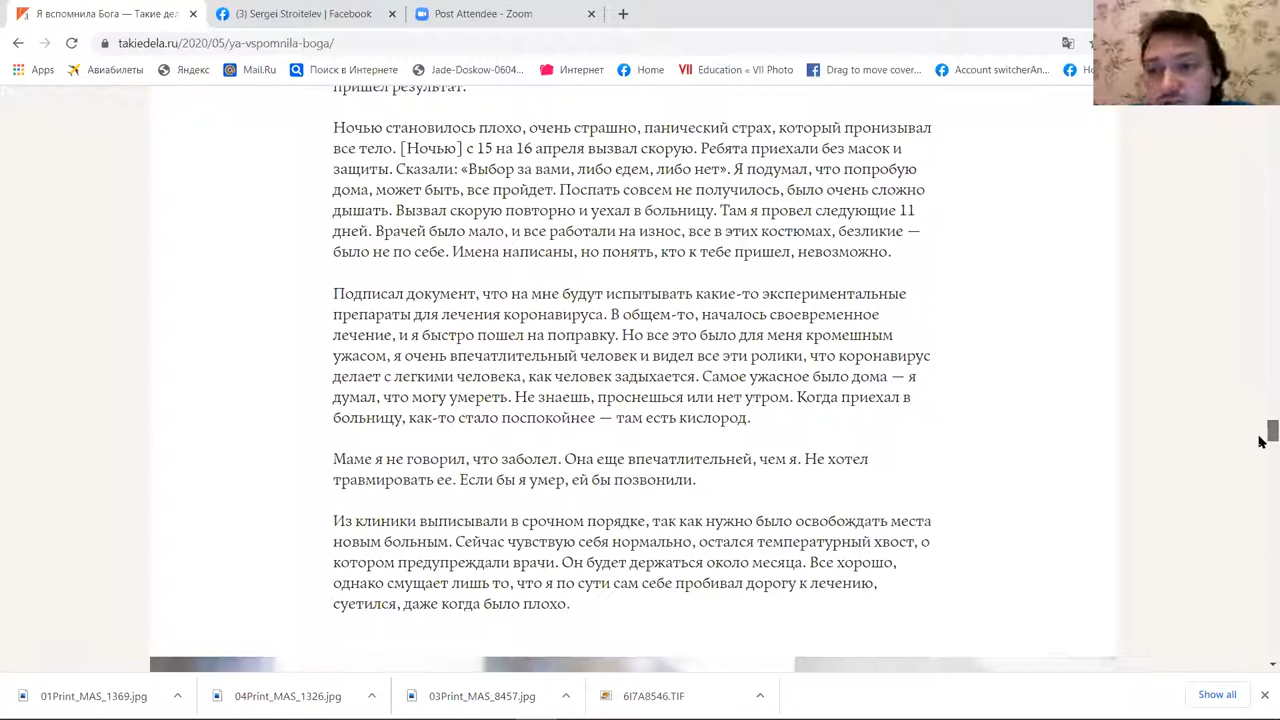 Я вспомнила Бога — Такие дел
(3) Sergei Stroitelev | Facebook
Post Attendee - Zoom
takiedela.ru/2020/05/ya-vspomnila-boga/
Apps
Авиабилеты
Яндекс
Mail.Ru
Поиск в Интернете
Jade-Doskow-0604...
Интернет
Home
VII Education « VII Photo
Drag to move cover...
Account switcherAn...
пришел результат.
Ночью становилось плохо, очень страшно, панический страх, который пронизывал
все тело. [Ночью] с 15 на 16 апреля вызвал скорую. Ребята приехали без масок и
защиты. Сказали: «Выбор за вами, либо едем, либо нет». Я подумал, что попробую
дома, может быть, все пройдет. Поспать совсем не получилось, было очень сложно
дышать. Вызвал скорую повторно и уехал в больницу. Там я провел следующие 11
дней. Врачей было мало, и все работали на износ, все в этих костюмах, безликие —
было не по себе. Имена написаны, но понять, кто к тебе пришел, невозможно.
Подписал документ, что на мне будут испытывать какие-то экспериментальные
препараты для лечения коронавируса. В общем-то, началось своевременное
лечение, и я быстро пошел на поправку. Но все это было для меня кромешным
ужасом, я очень впечатлительный человек и видел все эти ролики, что коронавирус
делает с легкими человека, как человек задыхается. Самое ужасное было дома — я
думал, что могу умереть. Не знаешь, проснешься или нет утром. Когда приехал в
больницу, как-то стало поспокойнее — там есть кислород.
Маме я не говорил, что заболел. Она еще впечатлительней, чем я. Не хотел
травмировать ее. Если бы я умер, ей бы позвонили.
Из клиники выписывали в срочном порядке, так как нужно было освобождать места
новым больным. Сейчас чувствую себя нормально, остался температурный хвост, о
котором предупреждали врачи. Он будет держаться около месяца. Все хорошо,
однако смущает лишь то, что я по сути сам себе пробивал дорогу к лечению,
суетился, даже когда было плохо.
01Print_MAS_1369.jpg
04Print_MAS_1326.jpg
03Print_MAS_8457.jpg
6I7A8546.TIF
Show all